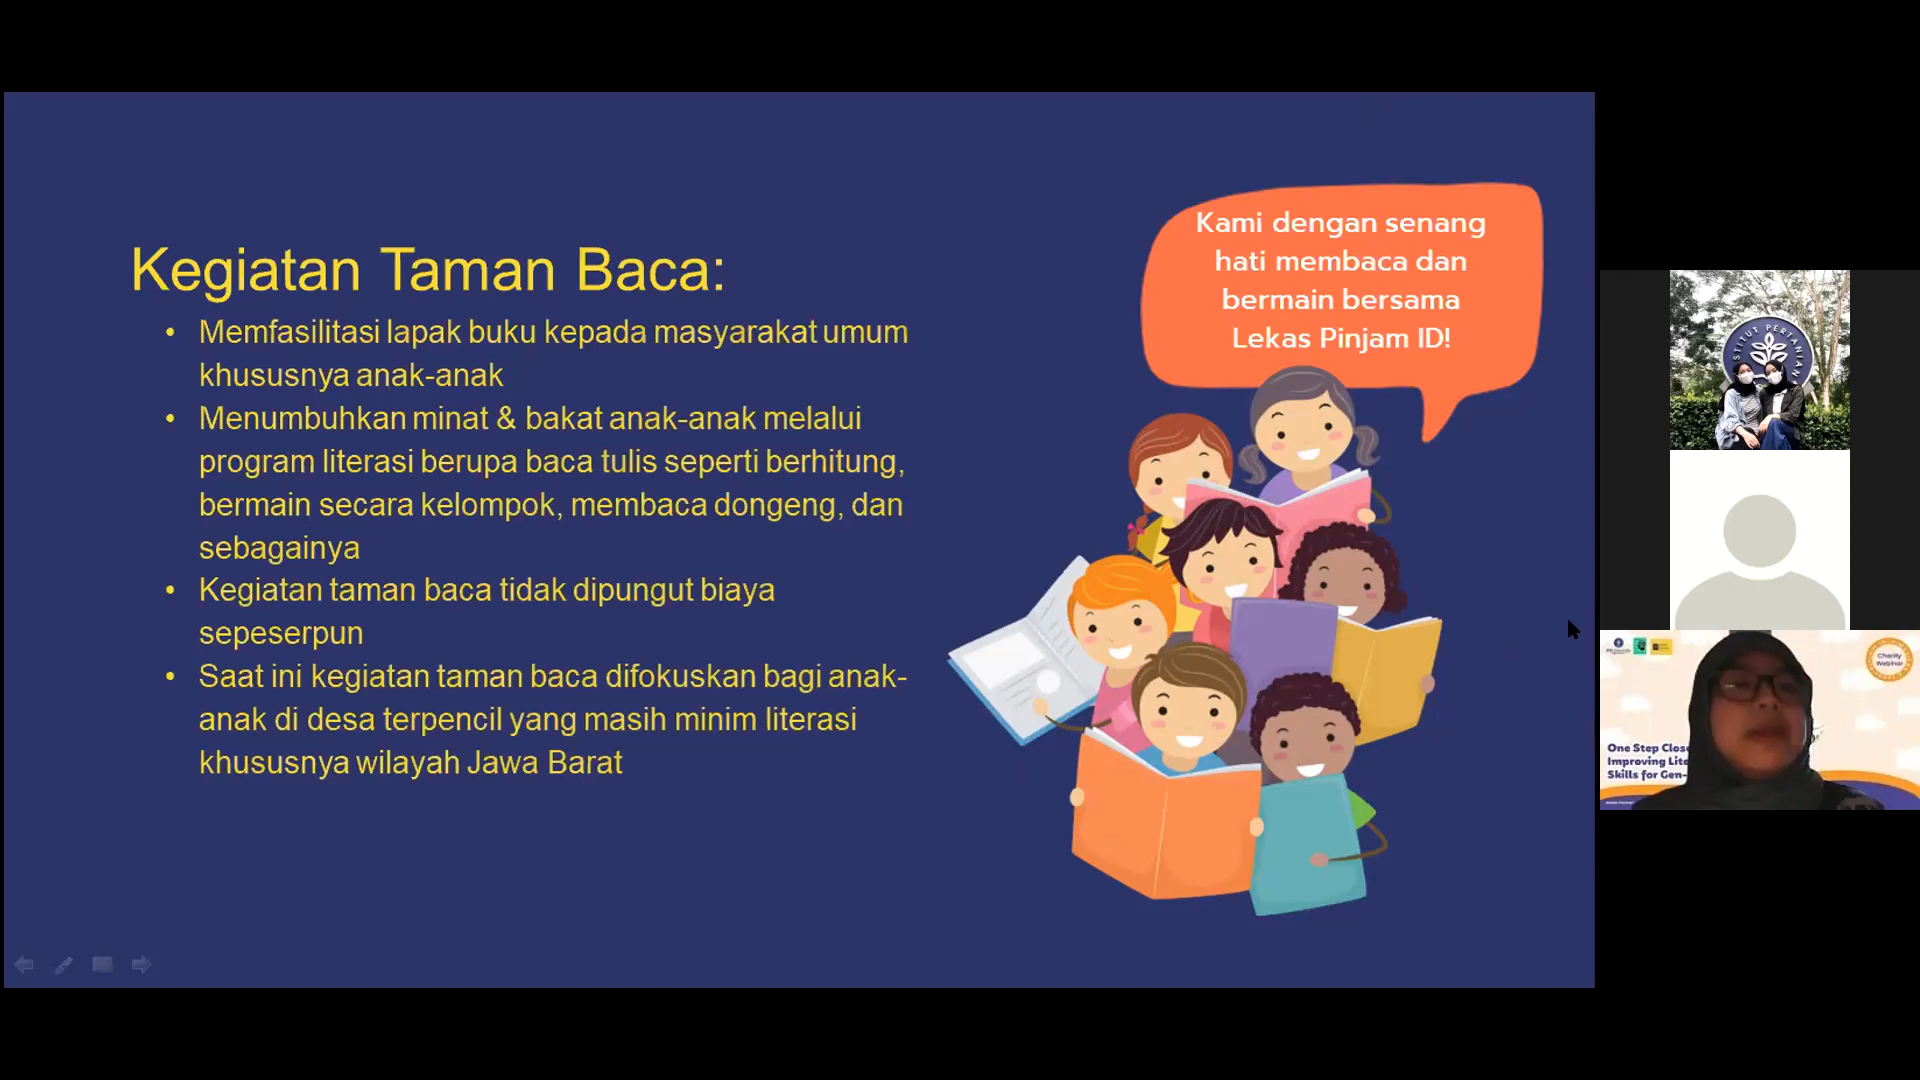 Kegiatan Taman Baca:
• Memfasilitasi lapak buku kepada masyarakat umum
khususnya anak-anak
• Menumbuhkan minat & bakat anak-anak melalui
program literasi berupa baca tulis seperti berhitung,
bermain secara kelompok, membaca dongeng, dan
sebagainya
• Kegiatan taman baca tidak dipungut biaya
sepeserpun
• Saat ini kegiatan taman baca difokuskan bagi anak-
anak di desa terpencil yang masih minim literasi
khususnya wilayah Jawa Barat
Kami dengan senang
hati membaca dan
bermain bersama
Lekas Pinjam ID!
STITUT PERTANIAN
Charity
Webinar
One Step Close
Improving Lite
Skills for Gen-